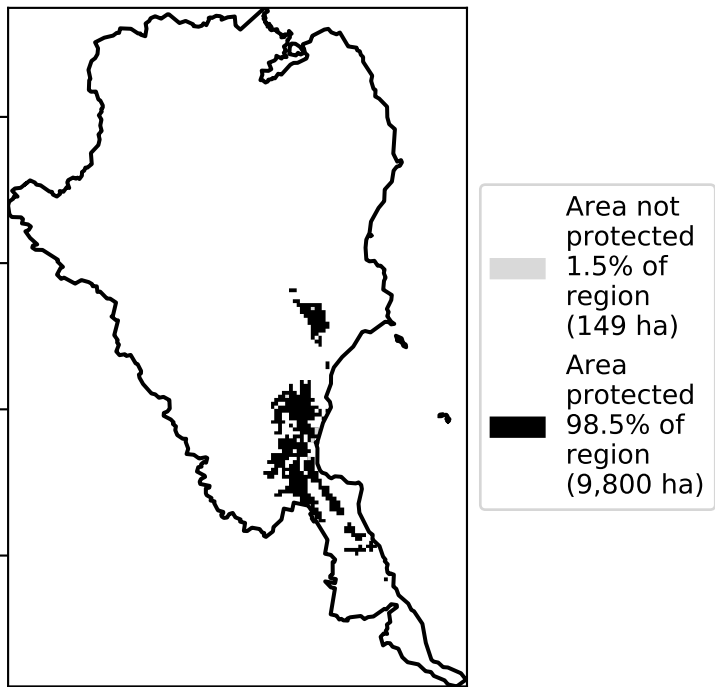 Area not
protected
1.5% of
region
(149 ha)
Area
protected
98.5% of
region
(9,800 ha)